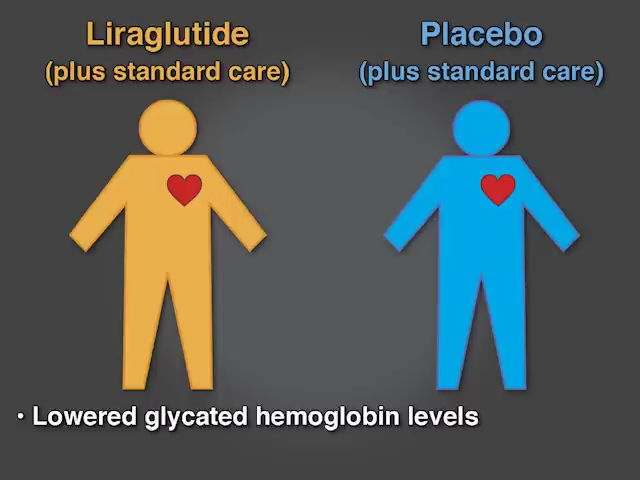 Liraglutide
(plus standard care)
Placebo
(plus standard care)
• Lowered glycated hemoglobin levels